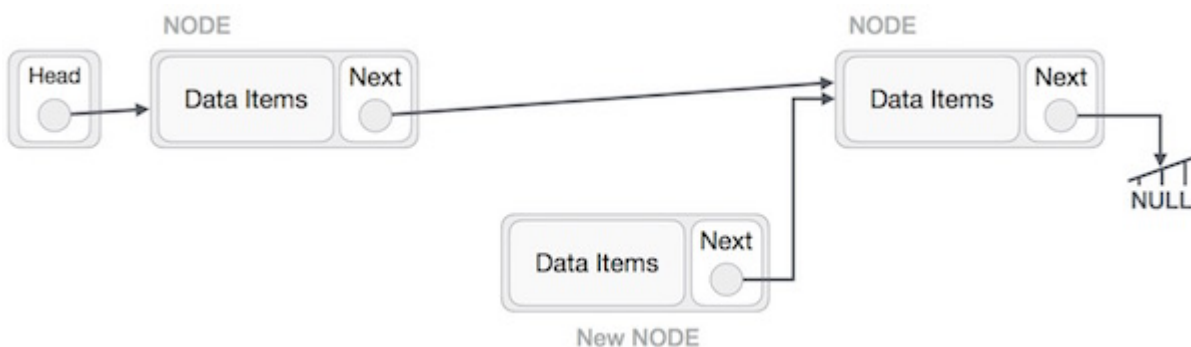 NODE
NODE
Head
Data Items
Next
Data Items
Next
NULL
Data Items
Next
New NODE